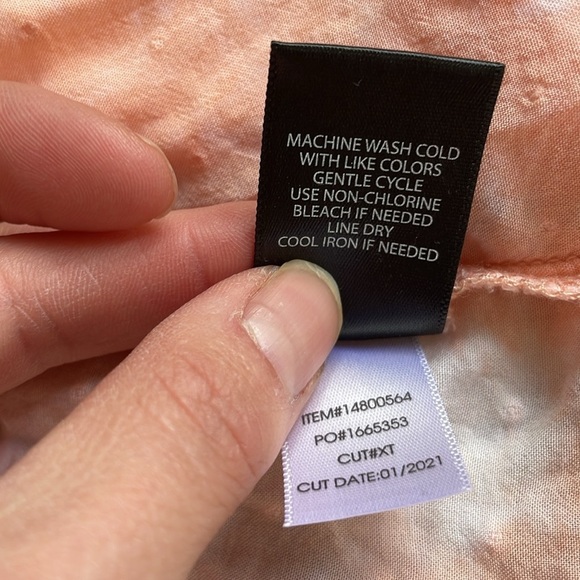 MACHINE WASH COLD
WITH LIKE COLORS
GENTLE CYCLE
USE NON-CHLORINE
BLEACH IF NEEDED
LINE DRY
COOL IRON IF NEEDED
ITEM#14800564
PO#1665353
CUT#XT
CUT DATE:01/2021